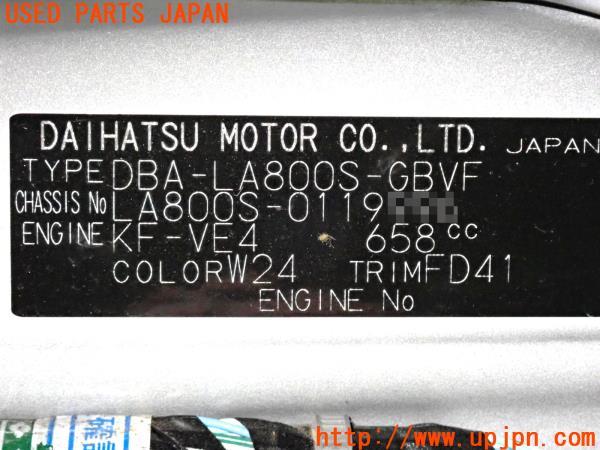 USED PARTS JAPAN
DAIHATSU MOTOR CO.,LTD. JAPAN
TYPE DBA-LA800S-GBVF
CHASSIS No LA800S-0119
ENGINE KF-VE4 658cc
COLOR W24 TRIM FD41
ENGINE No
http://www.upjpn.com